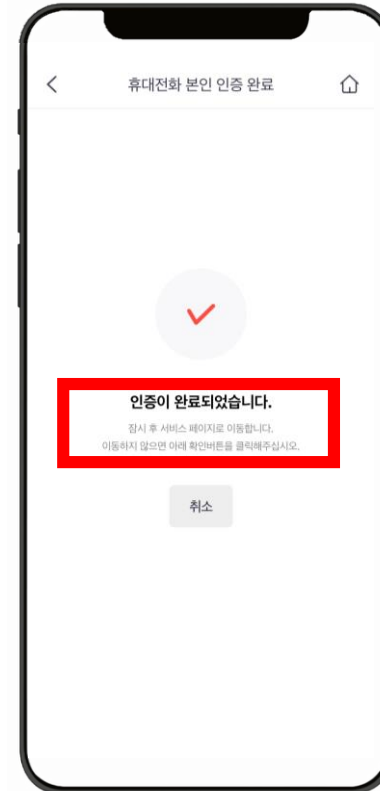 휴대전화 본인 인증 완료
인증이 완료되었습니다.
잠시 후 서비스 페이지로 이동합니다.
이동하지 않으면 아래 확인버튼을 클릭해주십시오.
취소